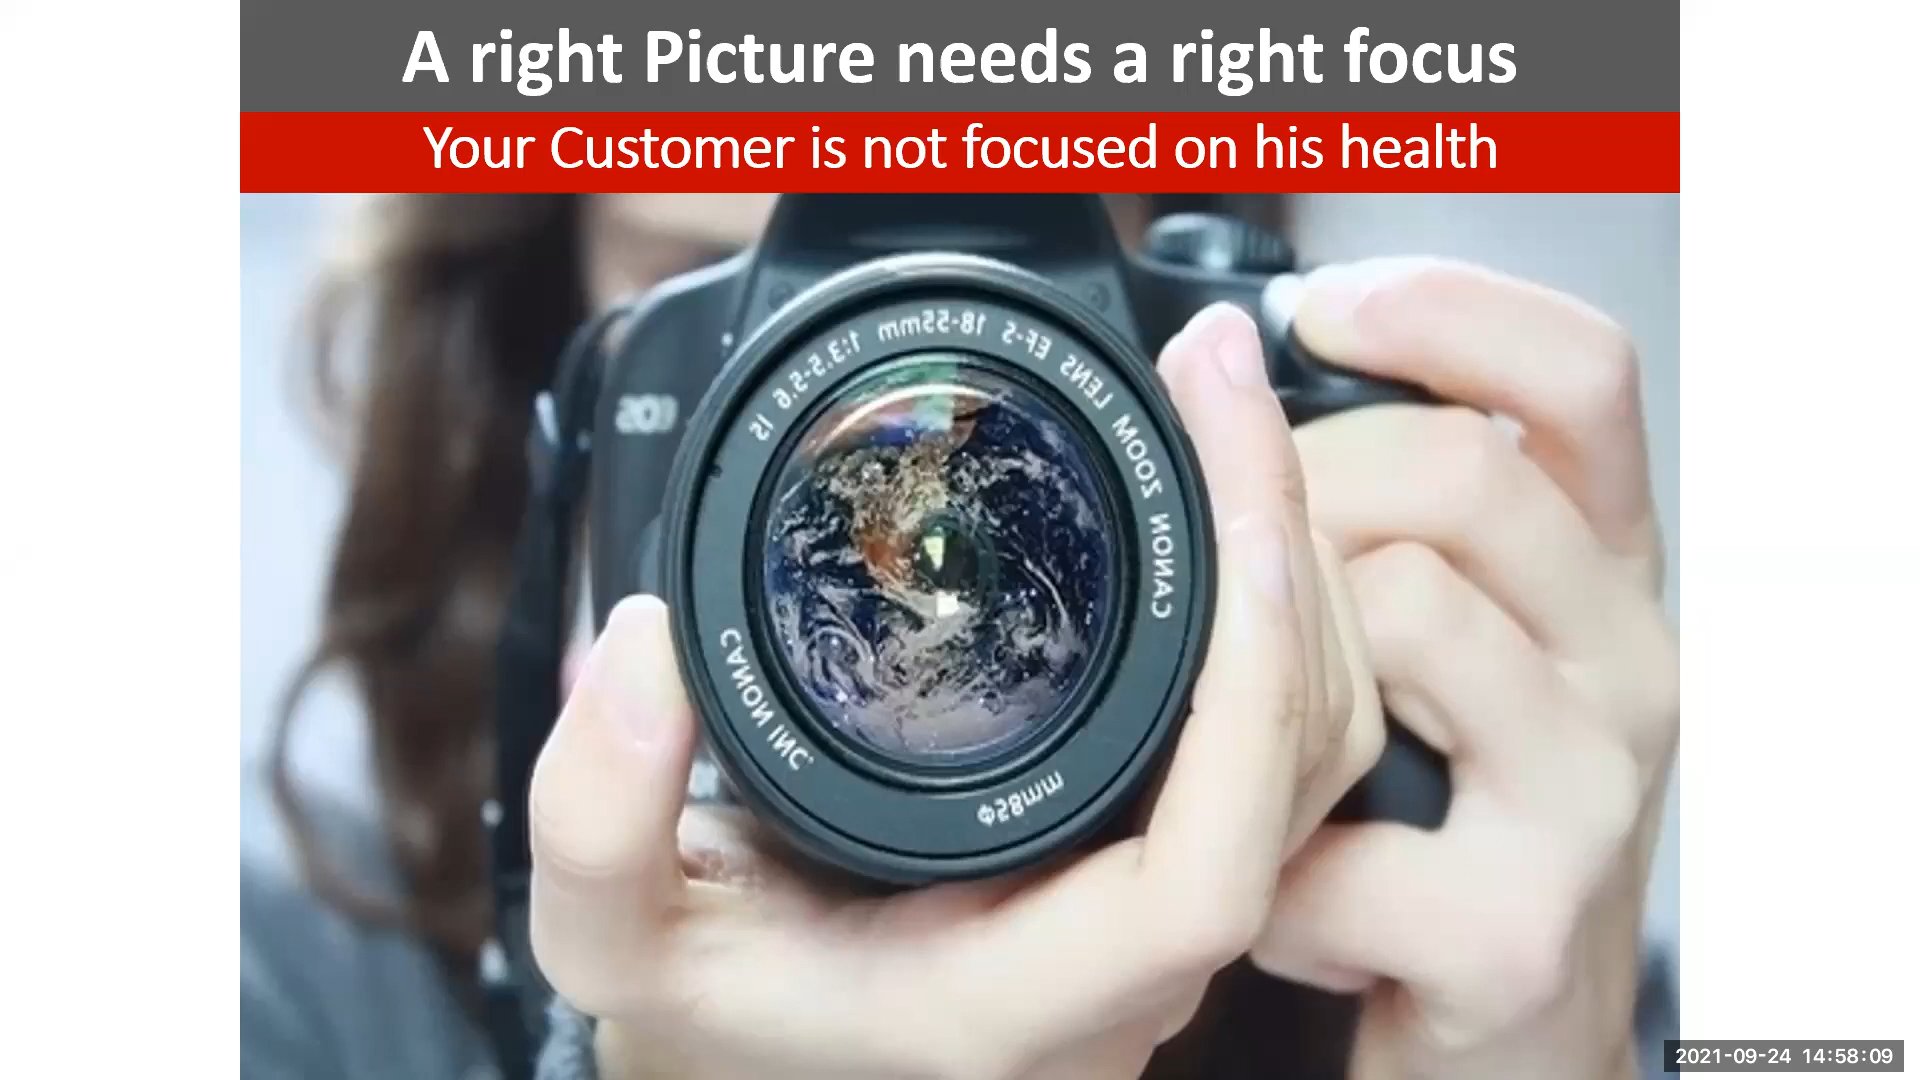 A right Picture needs a right focus
Your Customer is not focused on his health
CANON ZOOM LENS EF-S 18-55mm 1:3.5-5.6 IS
EOS
CANON INC.
Φ58mm
2021-09-24 14:58:09